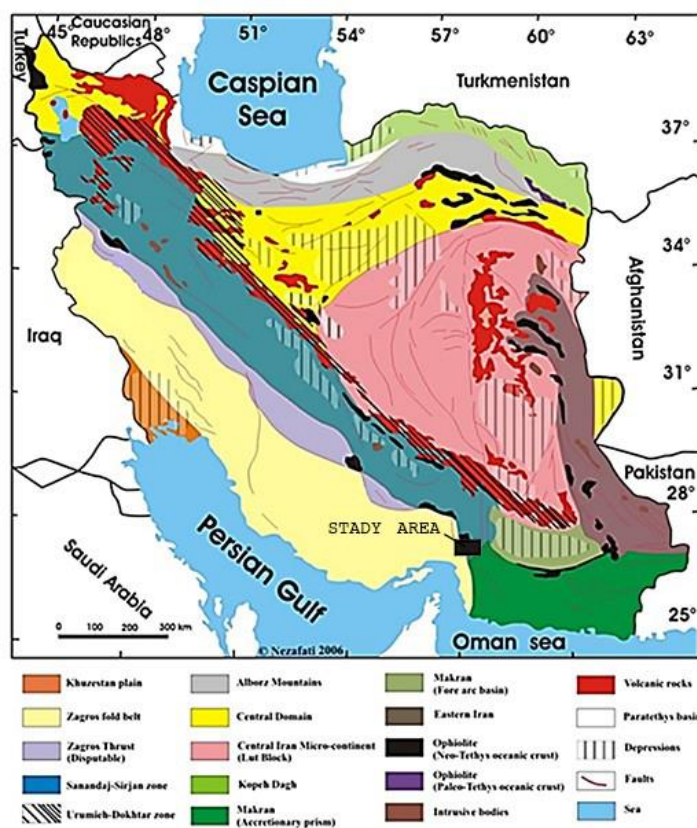 45° 48° 51° 54° 57° 60° 63°
Caucasian
Republics
Turkey
Caspian
Sea
Turkmenistan
37°
34°
Afghanistan
Iraq
31°
Pakistan
28°
STADY AREA
Persian Gulf
Saudi Arabia
25°
0 100 200 300 km
Oman sea
© Nezafati 2006
Khuzestan plain
Zagros fold belt
Zagros Thrust
(Disputable)
Sanandaj-Sirjan zone
Urumieh-Dokhtar zone
Alborz Mountains
Central Domain
Central Iran Micro-continent
(Lut Block)
Kopeh Dagh
Makran
(Accretionary prism)
Makran
(Fore arc basin)
Eastern Iran
Ophiolite
(Neo-Tethys oceanic crust)
Ophiolite
(Paleo-Tethys oceanic crust)
Intrusive bodies
Volcanic rocks
Paratethys basin
Depressions
Faults
Sea